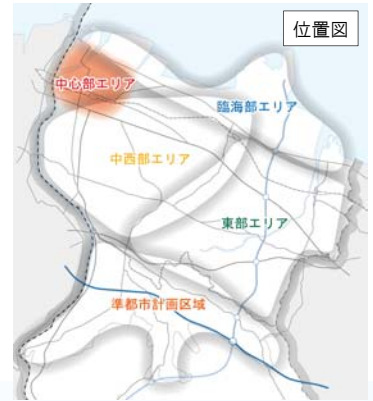 位置図
中心部エリア
臨海部エリア
中西部エリア
東部エリア
準都市計画区域